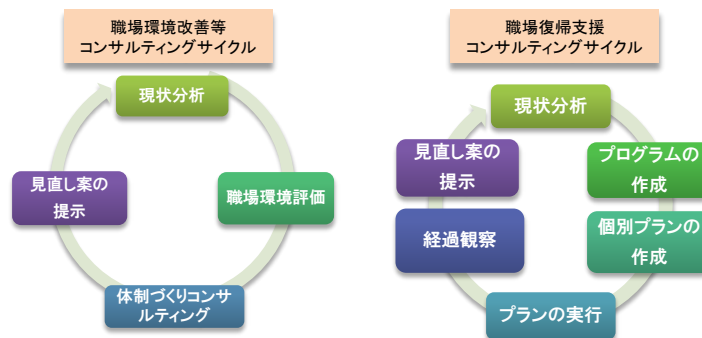 職場環境改善等
コンサルティングサイクル
現状分析
職場環境評価
体制づくりコンサ
ルティング
見直し案の
提示
職場復帰支援
コンサルティングサイクル
現状分析
プログラムの
作成
個別プランの
作成
プランの実行
経過観察
見直し案の
提示